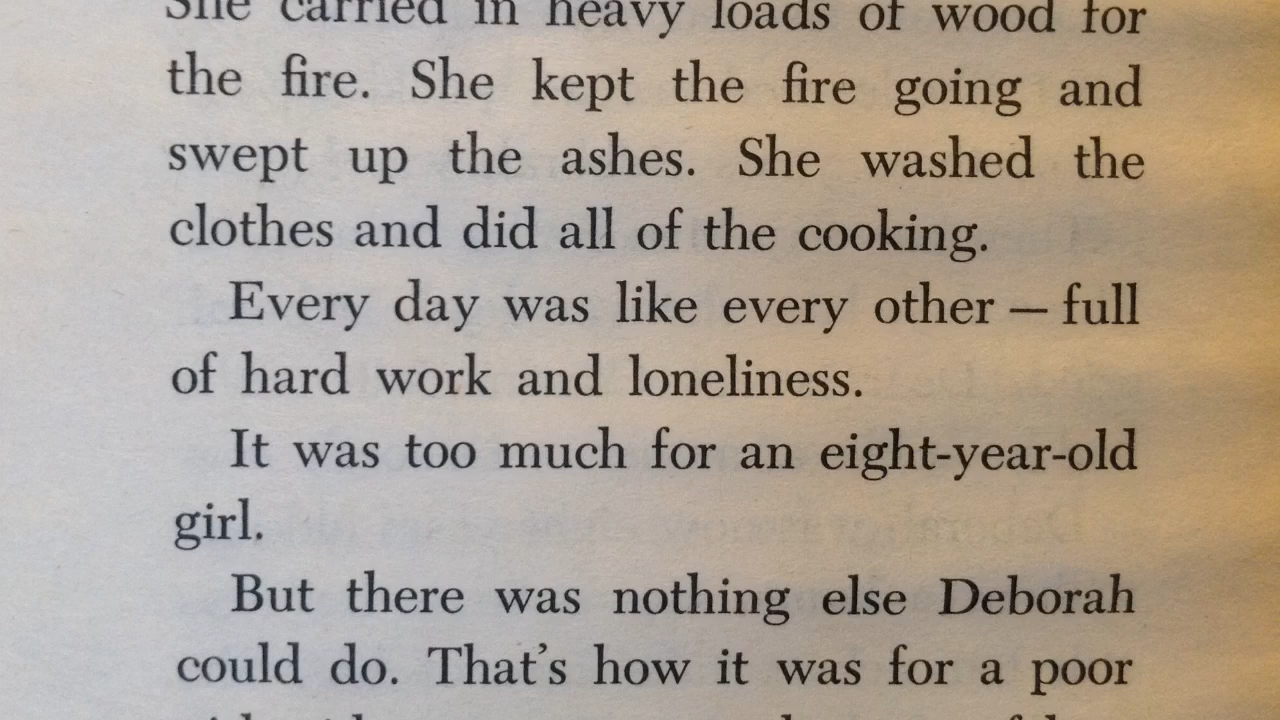 She carried in heavy loads of wood for
the fire. She kept the fire going and
swept up the ashes. She washed the
clothes and did all of the cooking.
Every day was like every other — full
of hard work and loneliness.
It was too much for an eight-year-old
girl.
But there was nothing else Deborah
could do. That's how it was for a poor